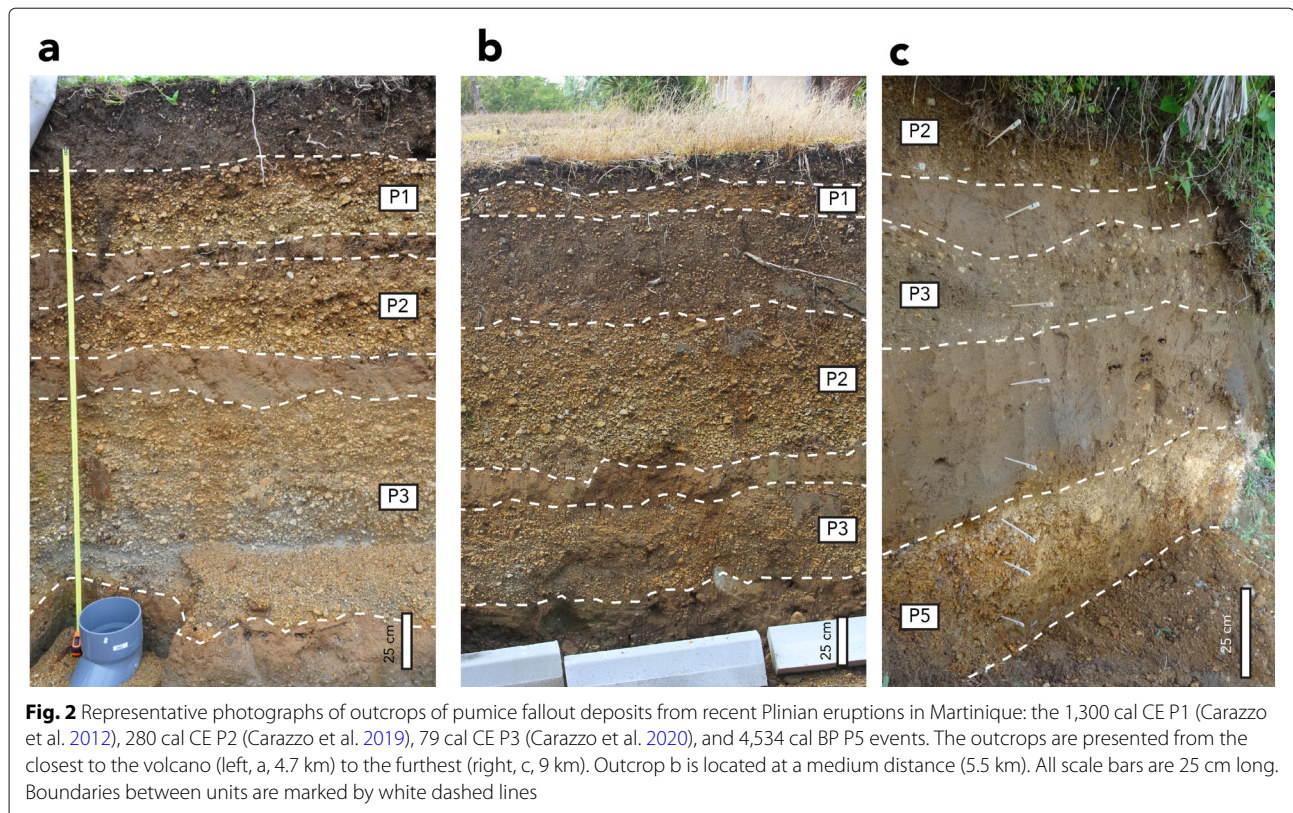 a
b
c
P1
P2
P3
25 cm
P1
P2
P3
25 cm
P2
P3
P5
25 cm
Fig. 2 Representative photographs of outcrops of pumice fallout deposits from recent Plinian eruptions in Martinique: the 1,300 cal CE P1 (Carazzo
et al. 2012), 280 cal CE P2 (Carazzo et al. 2019), 79 cal CE P3 (Carazzo et al. 2020), and 4,534 cal BP P5 events. The outcrops are presented from the
closest to the volcano (left, a, 4.7 km) to the furthest (right, c, 9 km). Outcrop b is located at a medium distance (5.5 km). All scale bars are 25 cm long.
Boundaries between units are marked by white dashed lines